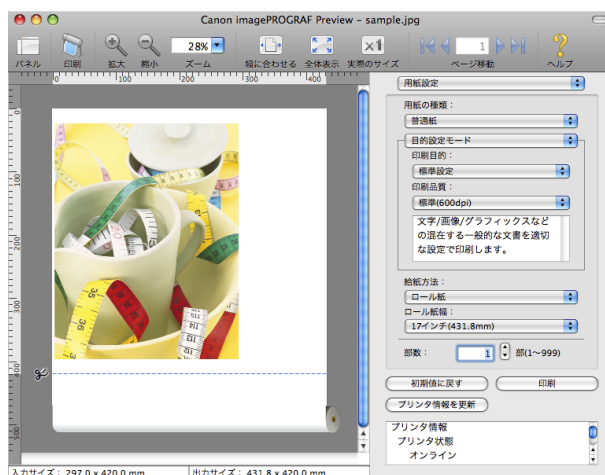 Canon imagePROGRAF Preview – sample.jpg
28%
1
パネル 印刷 拡大 縮小 ズーム 幅に合わせる 全体表示 実際のサイズ ページ移動 ヘルプ
0 100 200 300 400
0
100
200
300
400
500
用紙設定
用紙の種類：
普通紙
目的設定モード
印刷目的：
標準設定
印刷品質：
標準(600dpi)
文字/画像/グラフィックスなど
の混在する一般的な文書を適切
な設定で印刷します。
給紙方法：
ロール紙
ロール紙幅：
17インチ(431.8mm)
部数： 1 部(1〜999)
初期値に戻す 印刷
プリンタ情報を更新
プリンタ情報
プリンタ状態
オンライン
入力サイズ： 297.0 x 420.0 mm 出力サイズ： 431.8 x 420.0 mm